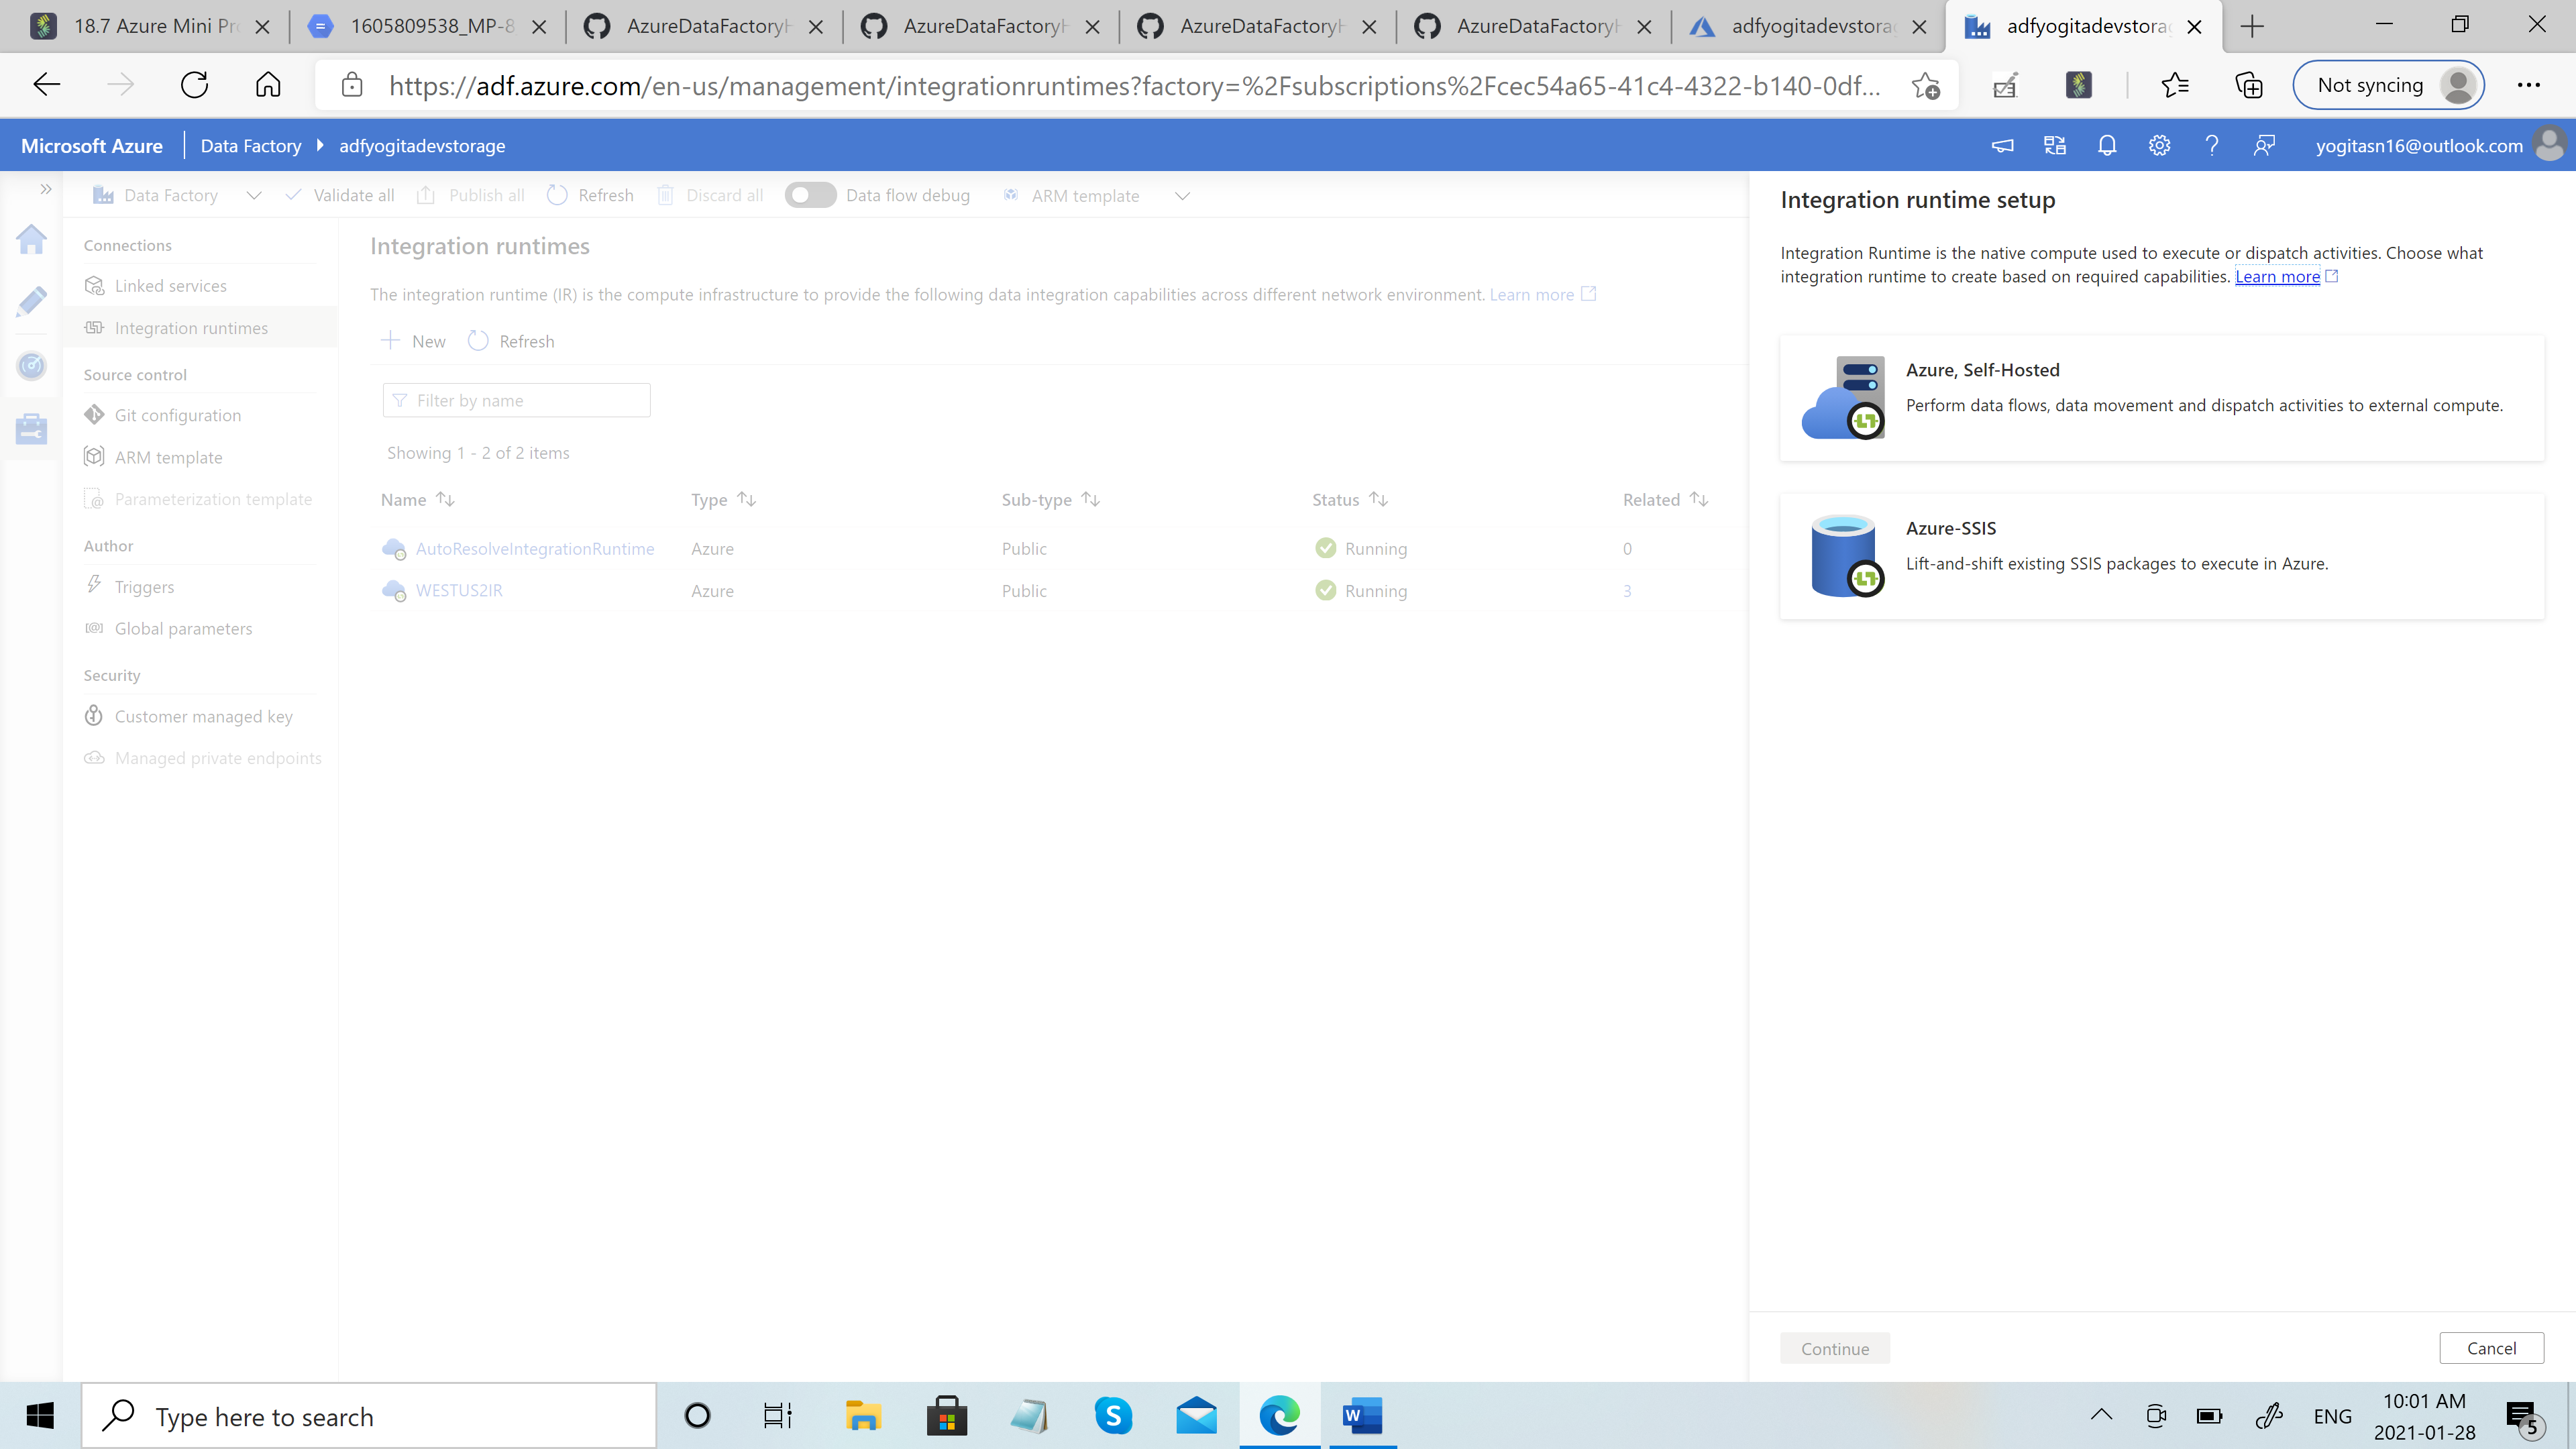 18.7 Azure Mini Pr
1605809538_MP-8
AzureDataFactoryH
AzureDataFactoryH
AzureDataFactoryH
AzureDataFactoryH
adfyogitadevstorag
adfyogitadevstorag
https://adf.azure.com/en-us/management/integrationruntimes?factory=%2Fsubscriptions%2Fcec54a65-41c4-4322-b140-0df...
Not syncing
Microsoft Azure
Data Factory
adfyogitadevstorage
yogitasn16@outlook.com
Data Factory
Validate all
Publish all
Refresh
Discard all
Data flow debug
ARM template
Connections
Linked services
Integration runtimes
Source control
Git configuration
ARM template
Parameterization template
Author
Triggers
Global parameters
Security
Customer managed key
Managed private endpoints
Integration runtimes
The integration runtime (IR) is the compute infrastructure to provide the following data integration capabilities across different network environment. Learn more
New
Refresh
Filter by name
Showing 1 - 2 of 2 items
Name Type Sub-type Status Related
AutoResolveIntegrationRuntime Azure Public Running 0
WESTUS2IR Azure Public Running 3
Integration runtime setup
Integration Runtime is the native compute used to execute or dispatch activities. Choose what
integration runtime to create based on required capabilities. Learn more
Azure, Self-Hosted
Perform data flows, data movement and dispatch activities to external compute.
Azure-SSIS
Lift-and-shift existing SSIS packages to execute in Azure.
Continue
Cancel
Type here to search
ENG
10:01 AM
2021-01-28
5